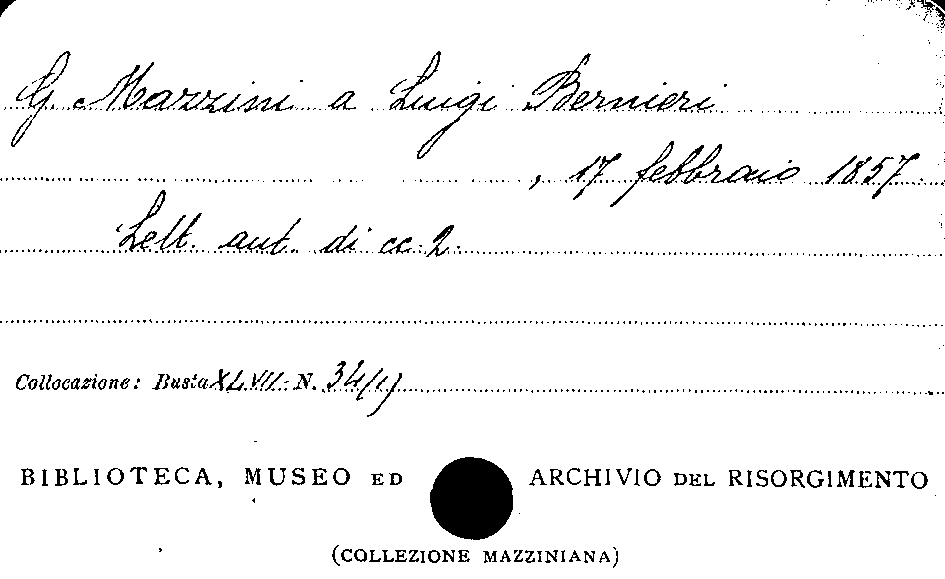 G. Mazzini a Luigi Bernieri
, 17 febbraio 1857.
Lett. aut. di cc. 2.
Collocazione: Busta XLVII - N. 34/1)
BIBLIOTECA, MUSEO ED ARCHIVIO DEL RISORGIMENTO
(COLLEZIONE MAZZINIANA)